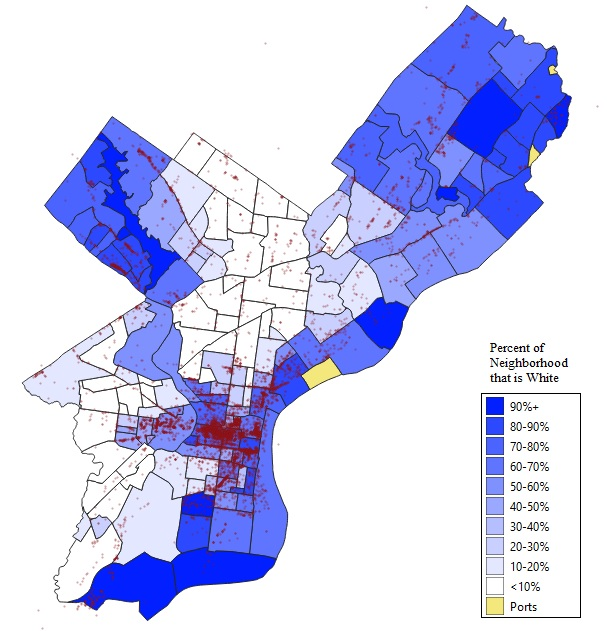 Percent of
Neighborhood
that is White
90%+
80-90%
70-80%
60-70%
50-60%
40-50%
30-40%
20-30%
10-20%
<10%
Ports